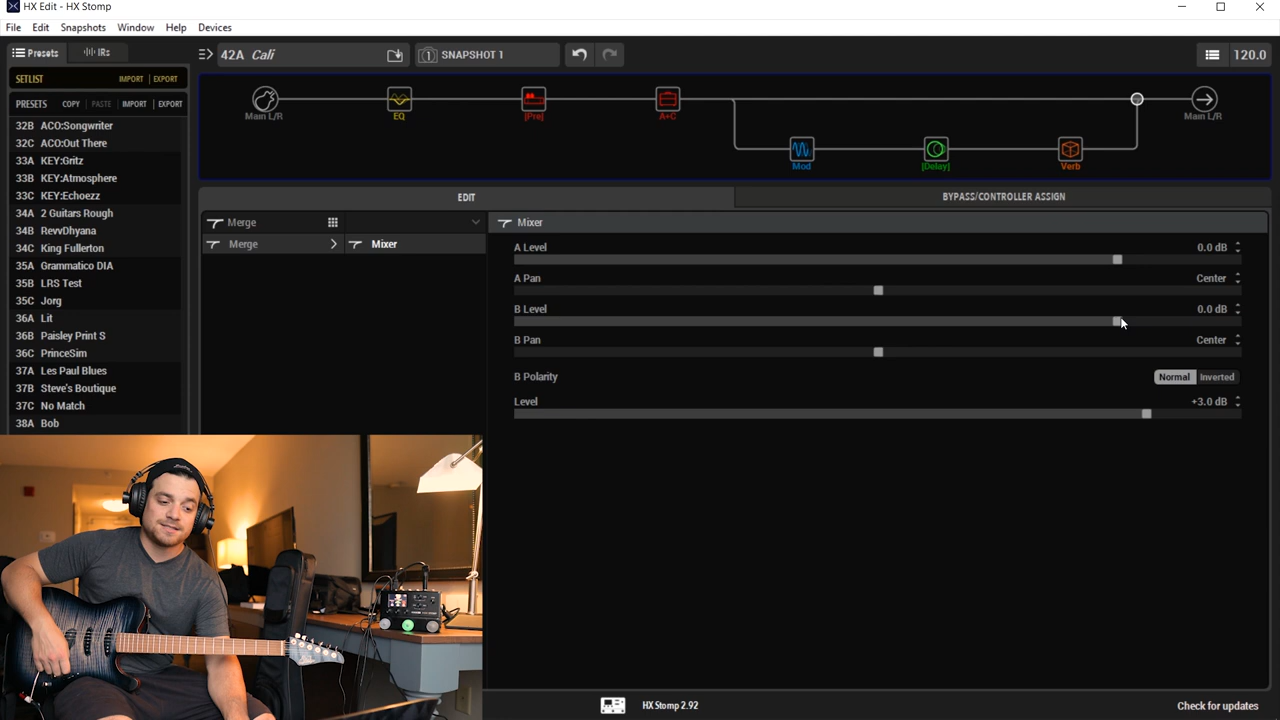 HX Edit - HX Stomp
File Edit Snapshots Window Help Devices
Presets IRs
42A Cali
1 SNAPSHOT 1
120.0
SETLIST IMPORT | EXPORT
PRESETS COPY | PASTE IMPORT | EXPORT
32B ACO:Songwriter
32C ACO:Out There
33A KEY:Gritz
33B KEY:Atmosphere
33C KEY:Echoezz
34A 2 Guitars Rough
34B RevvDhyana
34C King Fullerton
35A Grammatico DIA
35B LRS Test
35C Jorg
36A Lit
36B Paisley Print S
36C PrinceSim
37A Les Paul Blues
37B Steve's Boutique
37C No Match
38A Bob
Main L/R
EQ
[Pre]
A+C
Main L/R
Mod
[Delay]
Verb
EDIT
BYPASS/CONTROLLER ASSIGN
Merge
Merge
Mixer
Mixer
A Level 0.0 dB
A Pan Center
B Level 0.0 dB
B Pan Center
B Polarity Normal Inverted
Level +3.0 dB
HX Stomp 2.92
Check for updates